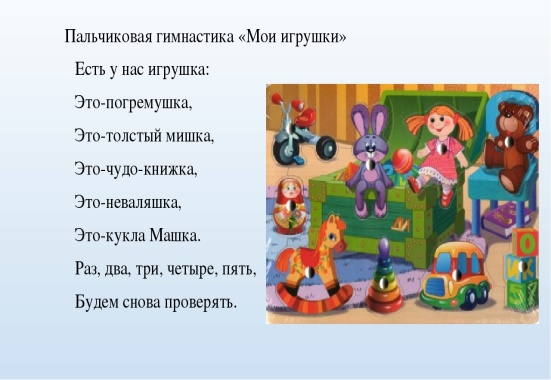 Пальчиковая гимнастика «Мои игрушки»
Есть у нас игрушка:
Это-погремушка,
Это-толстый мишка,
Это-чудо-книжка,
Это-неваляшка,
Это-кукла Машка.
Раз, два, три, четыре, пять,
Будем снова проверять.